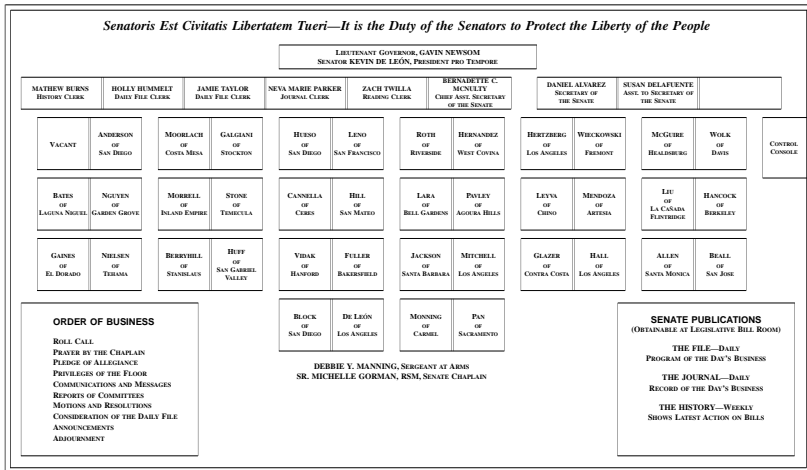 Senatoris Est Civitatis Libertatem Tueri—It is the Duty of the Senators to Protect the Liberty of the People
Lieutenant Governor, GAVIN NEWSOM
Senator KEVIN DE LEÓN, President pro Tempore
MATHEW BURNS
History Clerk
HOLLY HUMMELT
Daily File Clerk
JAMIE TAYLOR
Daily File Clerk
NEVA MARIE PARKER
Journal Clerk
ZACH TWILLA
Reading Clerk
BERNADETTE C.
MCNULTY
Chief Asst. Secretary
of the Senate
DANIEL ALVAREZ
Secretary of
the Senate
SUSAN DELAFUENTE
Asst. to Secretary of
the Senate
Vacant
Anderson
of
San Diego
Moorlach
of
Costa Mesa
Galgiani
of
Stockton
Hueso
of
San Diego
Leno
of
San Francisco
Roth
of
Riverside
Hernandez
of
West Covina
Hertzberg
of
Los Angeles
Wieckowski
of
Fremont
McGuire
of
Healdsburg
Wolk
of
Davis
Control
Console
Bates
of
Laguna Niguel
Nguyen
of
Garden Grove
Morrell
of
Inland Empire
Stone
of
Temecula
Cannella
of
Ceres
Hill
of
San Mateo
Lara
of
Bell Gardens
Pavley
of
Agoura Hills
Leyva
of
Chino
Mendoza
of
Artesia
Liu
of
La Cañada
Flintridge
Hancock
of
Berkeley
Gaines
of
El Dorado
Nielsen
of
Tehama
Berryhill
of
Stanislaus
Huff
of
San Gabriel
Valley
Vidak
of
Hanford
Fuller
of
Bakersfield
Jackson
of
Santa Barbara
Mitchell
of
Los Angeles
Glazer
of
Contra Costa
Hall
of
Los Angeles
Allen
of
Santa Monica
Beall
of
San Jose
Block
of
San Diego
De León
of
Los Angeles
Monning
of
Carmel
Pan
of
Sacramento
DEBBIE Y. MANNING, Sergeant at Arms
SR. MICHELLE GORMAN, RSM, Senate Chaplain
ORDER OF BUSINESS
Roll Call
Prayer by the Chaplain
Pledge of Allegiance
Privileges of the Floor
Communications and Messages
Reports of Committees
Motions and Resolutions
Consideration of the Daily File
Announcements
Adjournment
SENATE PUBLICATIONS
(Obtainable at Legislative Bill Room)
THE FILE—Daily
Program of the Day's Business
THE JOURNAL—Daily
Record of the Day's Business
THE HISTORY—Weekly
Shows Latest Action on Bills